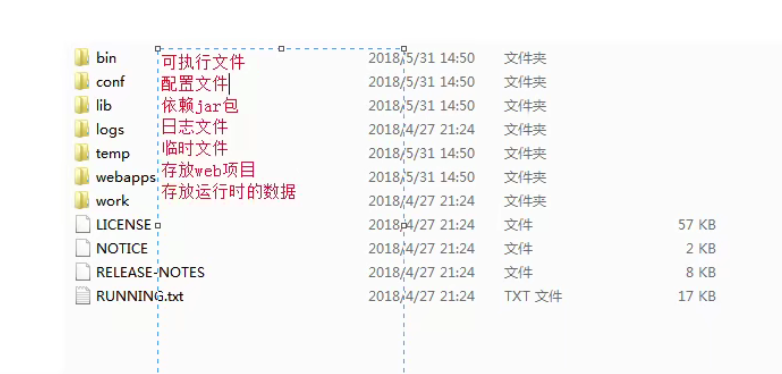 bin 可执行文件 2018/5/31 14:50 文件夹
conf 配置文件 2018/5/31 14:50 文件夹
lib 依赖jar包 2018/5/31 14:50 文件夹
logs 日志文件 2018/4/27 21:24 文件夹
temp 临时文件 2018/5/31 14:50 文件夹
webapps 存放web项目 2018/5/31 14:50 文件夹
work 存放运行时的数据 2018/4/27 21:24 文件夹
LICENSE 2018/4/27 21:24 文件 57 KB
NOTICE 2018/4/27 21:24 文件 2 KB
RELEASE-NOTES 2018/4/27 21:24 文件 8 KB
RUNNING.txt 2018/4/27 21:24 TXT 文件 17 KB